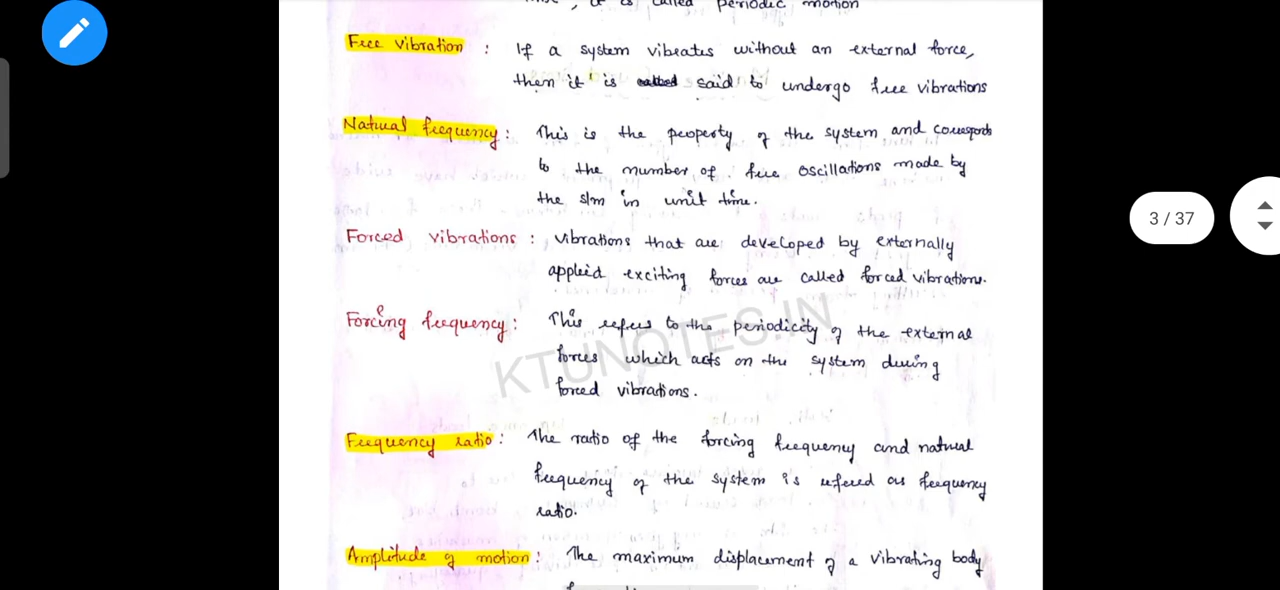 , it is called periodic motion
Free vibration : If a system vibrates without an external force,
then it is said to undergo free vibrations
Natural frequency : This is the property of the system and corresponds
to the number of free oscillations made by
the s/m in unit time.
Forced vibrations : Vibrations that are developed by externally
applied exciting forces are called forced vibrations.
Forcing frequency : This refers to the periodicity of the external
forces which acts on the system during
forced vibrations.
Frequency ratio : The ratio of the forcing frequency and natural
frequency of the system is refered as frequency
ratio.
Amplitude of motion : The maximum displacement of a vibrating body
KTUNOTES.IN
3 / 37